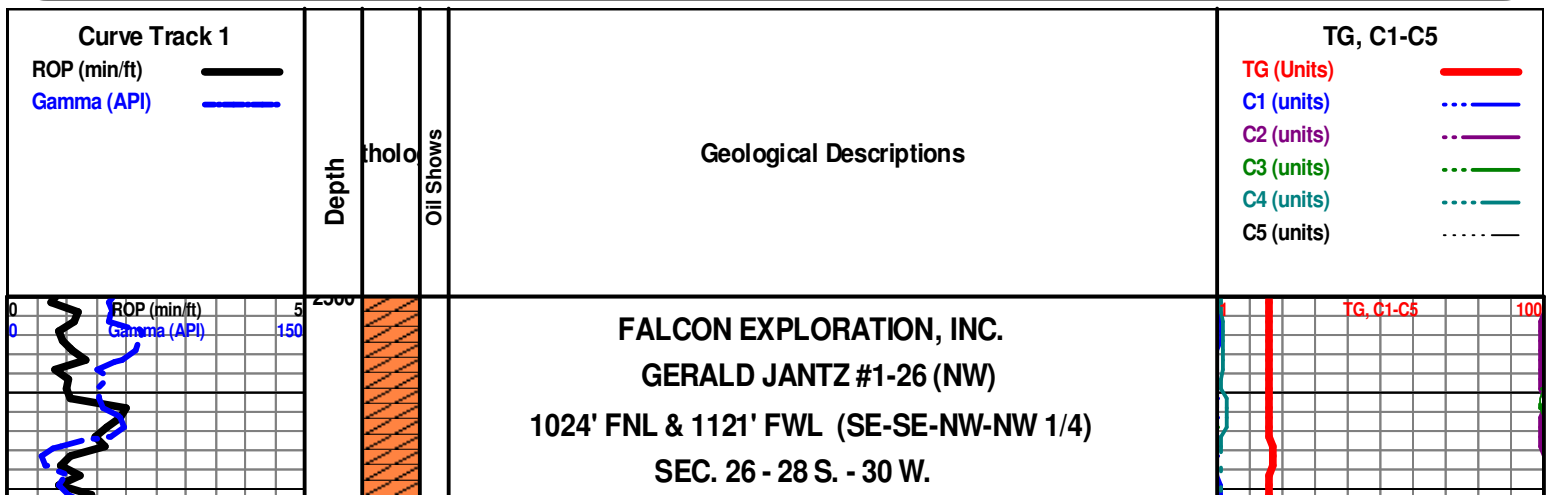 Curve Track 1
ROP (min/ft)
Gamma (API)
Depth
tholo
Oil Shows
Geological Descriptions
TG, C1-C5
TG (Units)
C1 (units)
C2 (units)
C3 (units)
C4 (units)
C5 (units)
0 ROP (min/ft) 5
0 Gamma (API) 150
2500
1 TG, C1-C5 100
FALCON EXPLORATION, INC.
GERALD JANTZ #1-26 (NW)
1024' FNL & 1121' FWL (SE-SE-NW-NW 1/4)
SEC. 26 - 28 S. - 30 W.